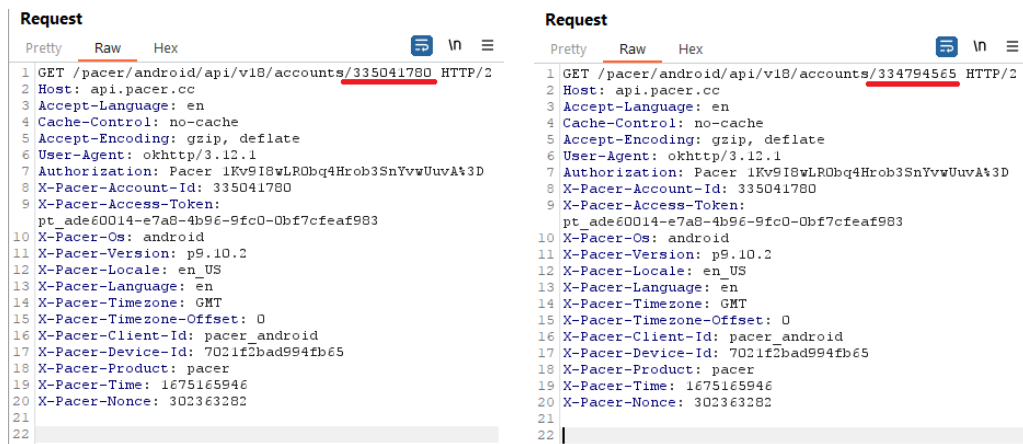 Request
Pretty Raw Hex \n
1 GET /pacer/android/api/v18/accounts/335041780 HTTP/2
2 Host: api.pacer.cc
3 Accept-Language: en
4 Cache-Control: no-cache
5 Accept-Encoding: gzip, deflate
6 User-Agent: okhttp/3.12.1
7 Authorization: Pacer 1Kv9I8wLRObq4Hrob3SnYvwUuvA%3D
8 X-Pacer-Account-Id: 335041780
9 X-Pacer-Access-Token:
pt_ade60014-e7a8-4b96-9fc0-0bf7cfeaf983
10 X-Pacer-Os: android
11 X-Pacer-Version: p9.10.2
12 X-Pacer-Locale: en_US
13 X-Pacer-Language: en
14 X-Pacer-Timezone: GMT
15 X-Pacer-Timezone-Offset: 0
16 X-Pacer-Client-Id: pacer_android
17 X-Pacer-Device-Id: 7021f2bad994fb65
18 X-Pacer-Product: pacer
19 X-Pacer-Time: 1675165946
20 X-Pacer-Nonce: 302363282
21
22
Request
Pretty Raw Hex \n
1 GET /pacer/android/api/v18/accounts/334794565 HTTP/2
2 Host: api.pacer.cc
3 Accept-Language: en
4 Cache-Control: no-cache
5 Accept-Encoding: gzip, deflate
6 User-Agent: okhttp/3.12.1
7 Authorization: Pacer 1Kv9I8wLRObq4Hrob3SnYvwUuvA%3D
8 X-Pacer-Account-Id: 335041780
9 X-Pacer-Access-Token:
pt_ade60014-e7a8-4b96-9fc0-0bf7cfeaf983
10 X-Pacer-Os: android
11 X-Pacer-Version: p9.10.2
12 X-Pacer-Locale: en_US
13 X-Pacer-Language: en
14 X-Pacer-Timezone: GMT
15 X-Pacer-Timezone-Offset: 0
16 X-Pacer-Client-Id: pacer_android
17 X-Pacer-Device-Id: 7021f2bad994fb65
18 X-Pacer-Product: pacer
19 X-Pacer-Time: 1675165946
20 X-Pacer-Nonce: 302363282
21
22